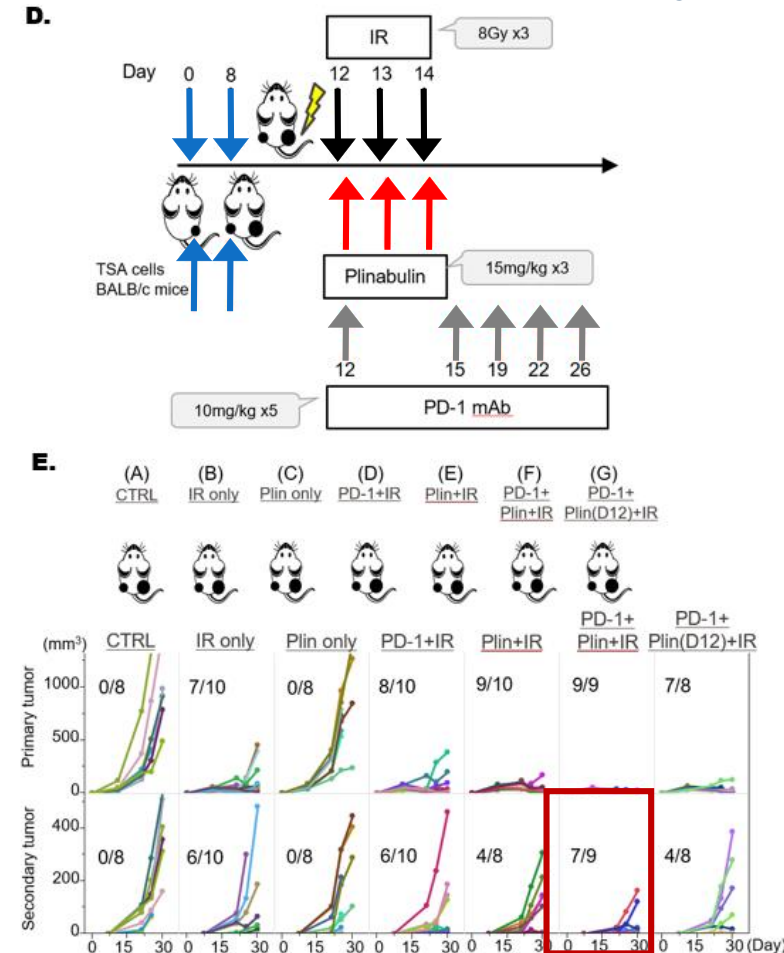 D.
IR
8Gy x3
Day 0 8 12 13 14
TSA cells
BALB/c mice
Plinabulin
15mg/kg x3
12 15 19 22 26
10mg/kg x5
PD-1 mAb
E.
(A) (B) (C) (D) (E) (F) (G)
CTRL IR only Plin only PD-1+IR Plin+IR PD-1+ PD-1+
Plin+IR Plin(D12)+IR
PD-1+ PD-1+
(mm³) CTRL IR only Plin only PD-1+IR Plin+IR Plin+IR Plin(D12)+IR
Primary tumor
1000
500
0
0/8 7/10 0/8 8/10 9/10 9/9 7/8
Secondary tumor
400
200
0
0/8 6/10 0/8 6/10 4/8 7/9 4/8
0 15 30 0 15 30 0 15 30 0 15 30 0 15 30 0 15 30 0 15 30 (Day)